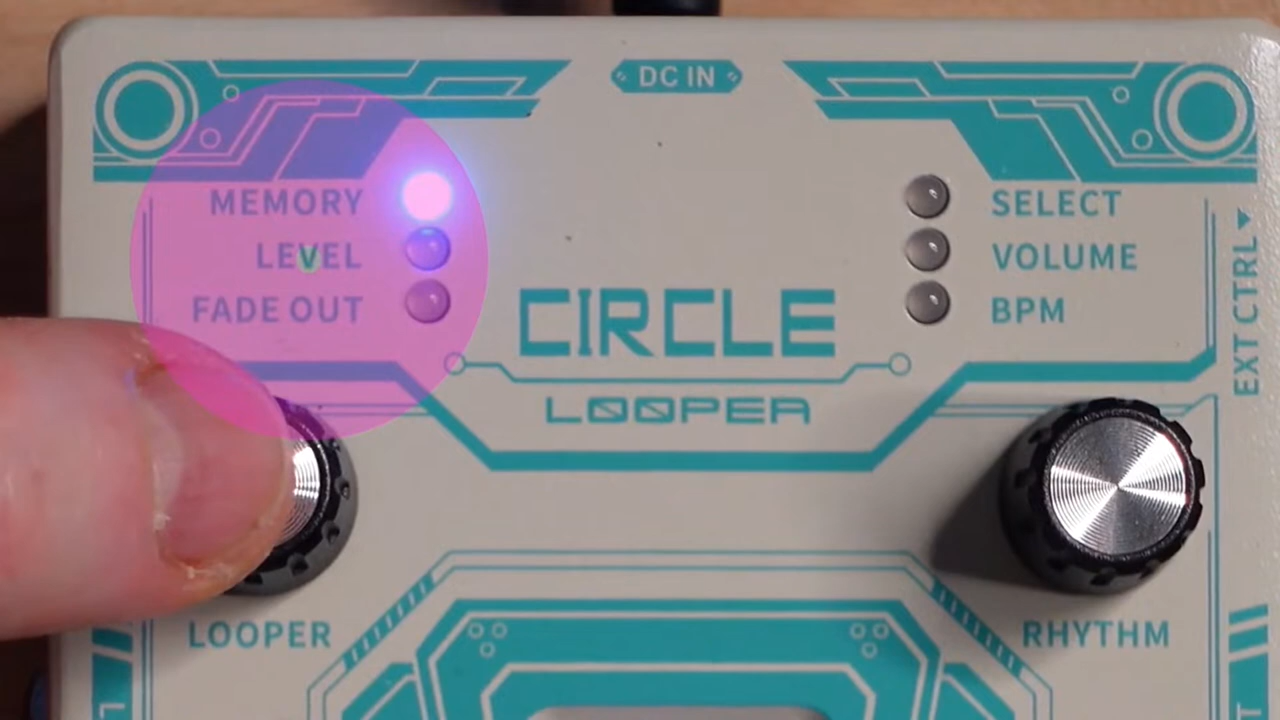 DC IN
MEMORY
LEVEL
FADE OUT
SELECT
VOLUME
BPM
EXT CTRL
CIRCLE
LOOPER
LOOPER
RHYTHM